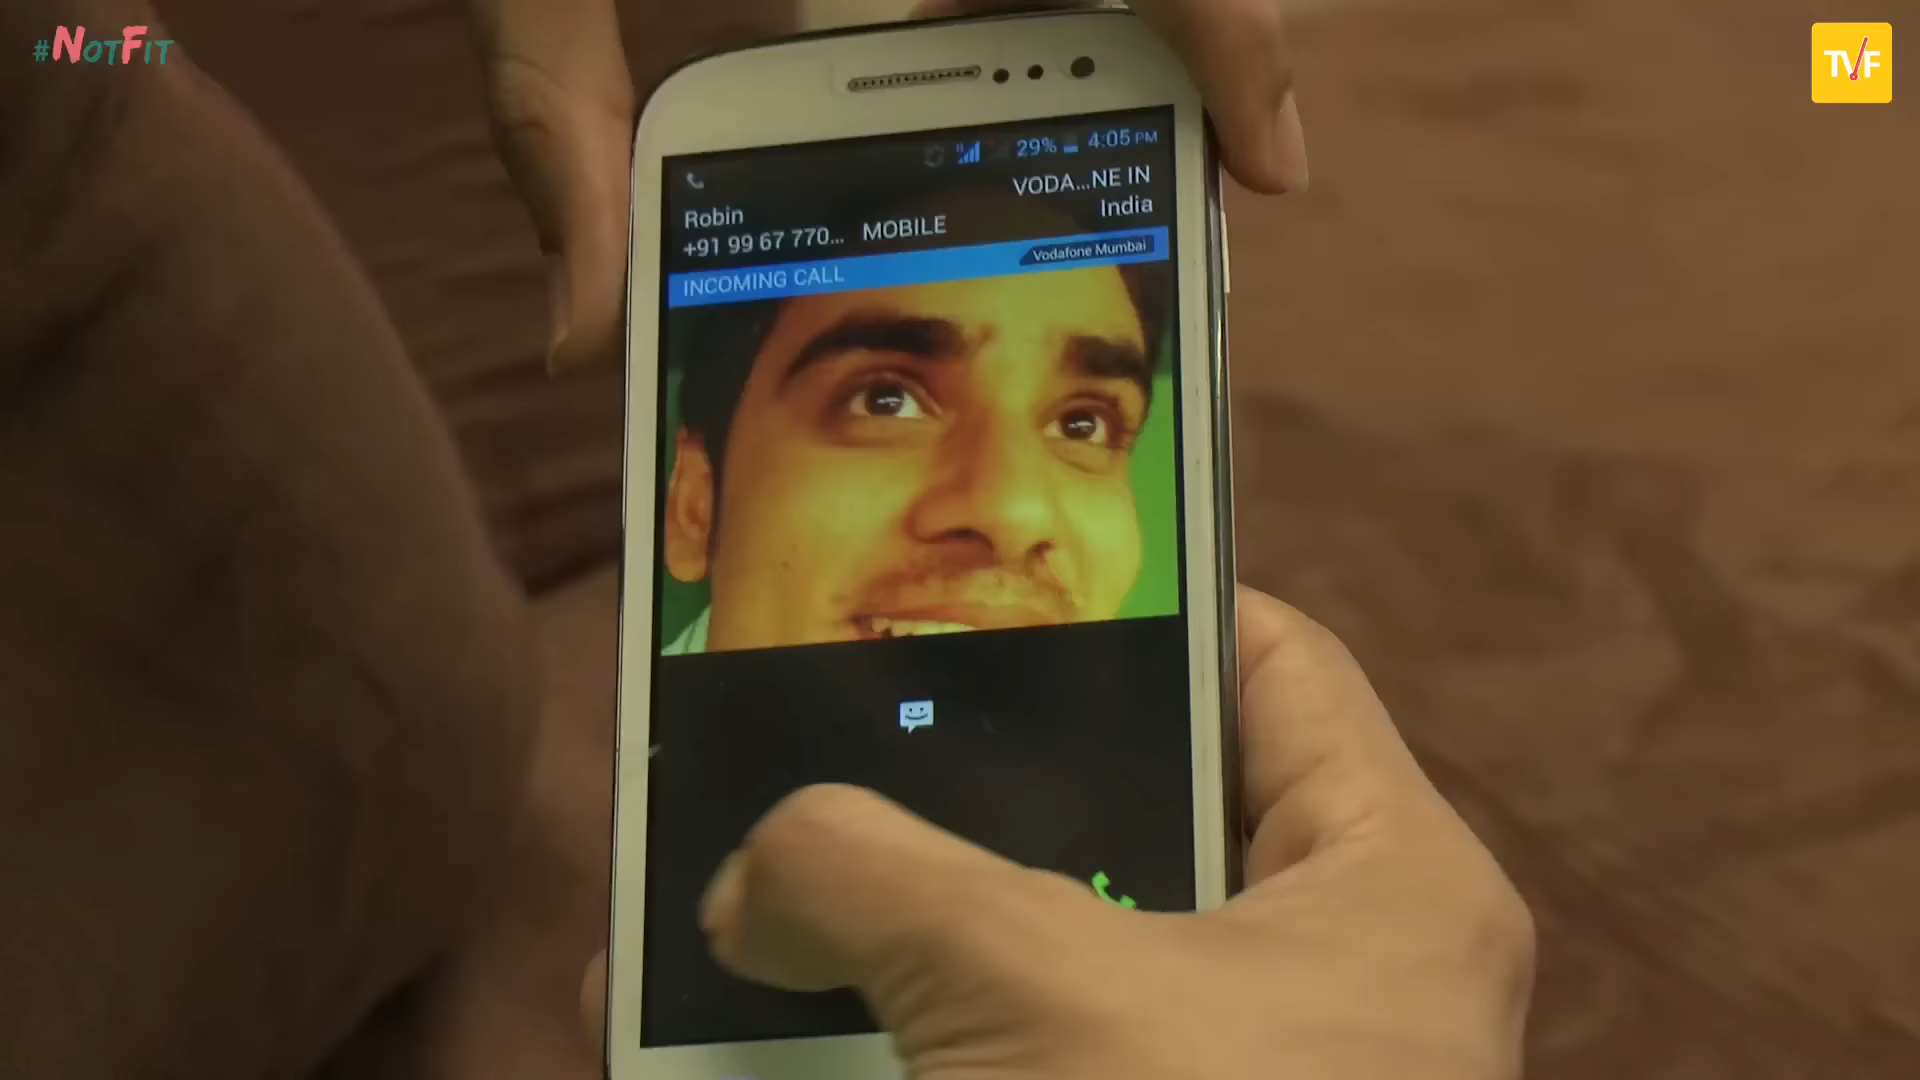 #NOTFIT
TVF
29% 4:05 PM
VODA...NE IN
Robin
India
+91 99 67 770... MOBILE
Vodafone Mumbai
INCOMING CALL